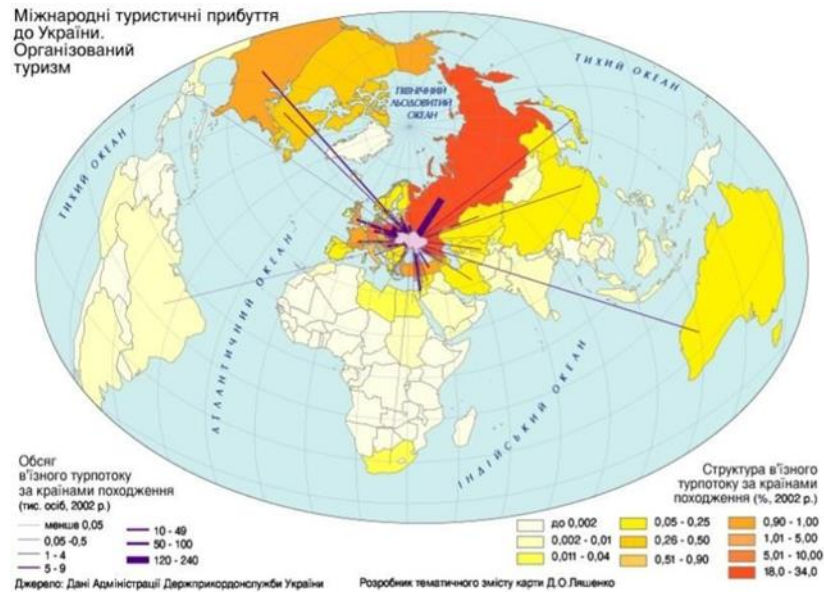 Міжнародні туристичні прибуття
до України.
Організований
туризм
ТИХИЙ ОКЕАН
ПІВНІЧНИЙ
ЛЬОДОВИТИЙ
ОКЕАН
ТИХИЙ ОКЕАН
АТЛАНТИЧНИЙ ОКЕАН
ІНДІЙСЬКИЙ ОКЕАН
Обсяг
в'їзного турпотоку
за країнами походження
(тис. осіб, 2002 р.)
менше 0,05
0,05 -0,5
1 - 4
5 - 9
10 - 49
50 - 100
120 - 240
Структура в'їзного
турпотоку за країнами
походження (%, 2002 р.)
до 0,002
0,002 - 0,01
0,011 - 0,04
0,05 - 0,25
0,26 - 0,50
0,51 - 0,90
0,90 - 1,00
1,01 - 5,00
5,01 - 10,00
18,0 - 34,0
Джерело: Дані Адміністрації Держприкордонслужби України
Розробник тематичного змісту карти Д.О.Ляшенко